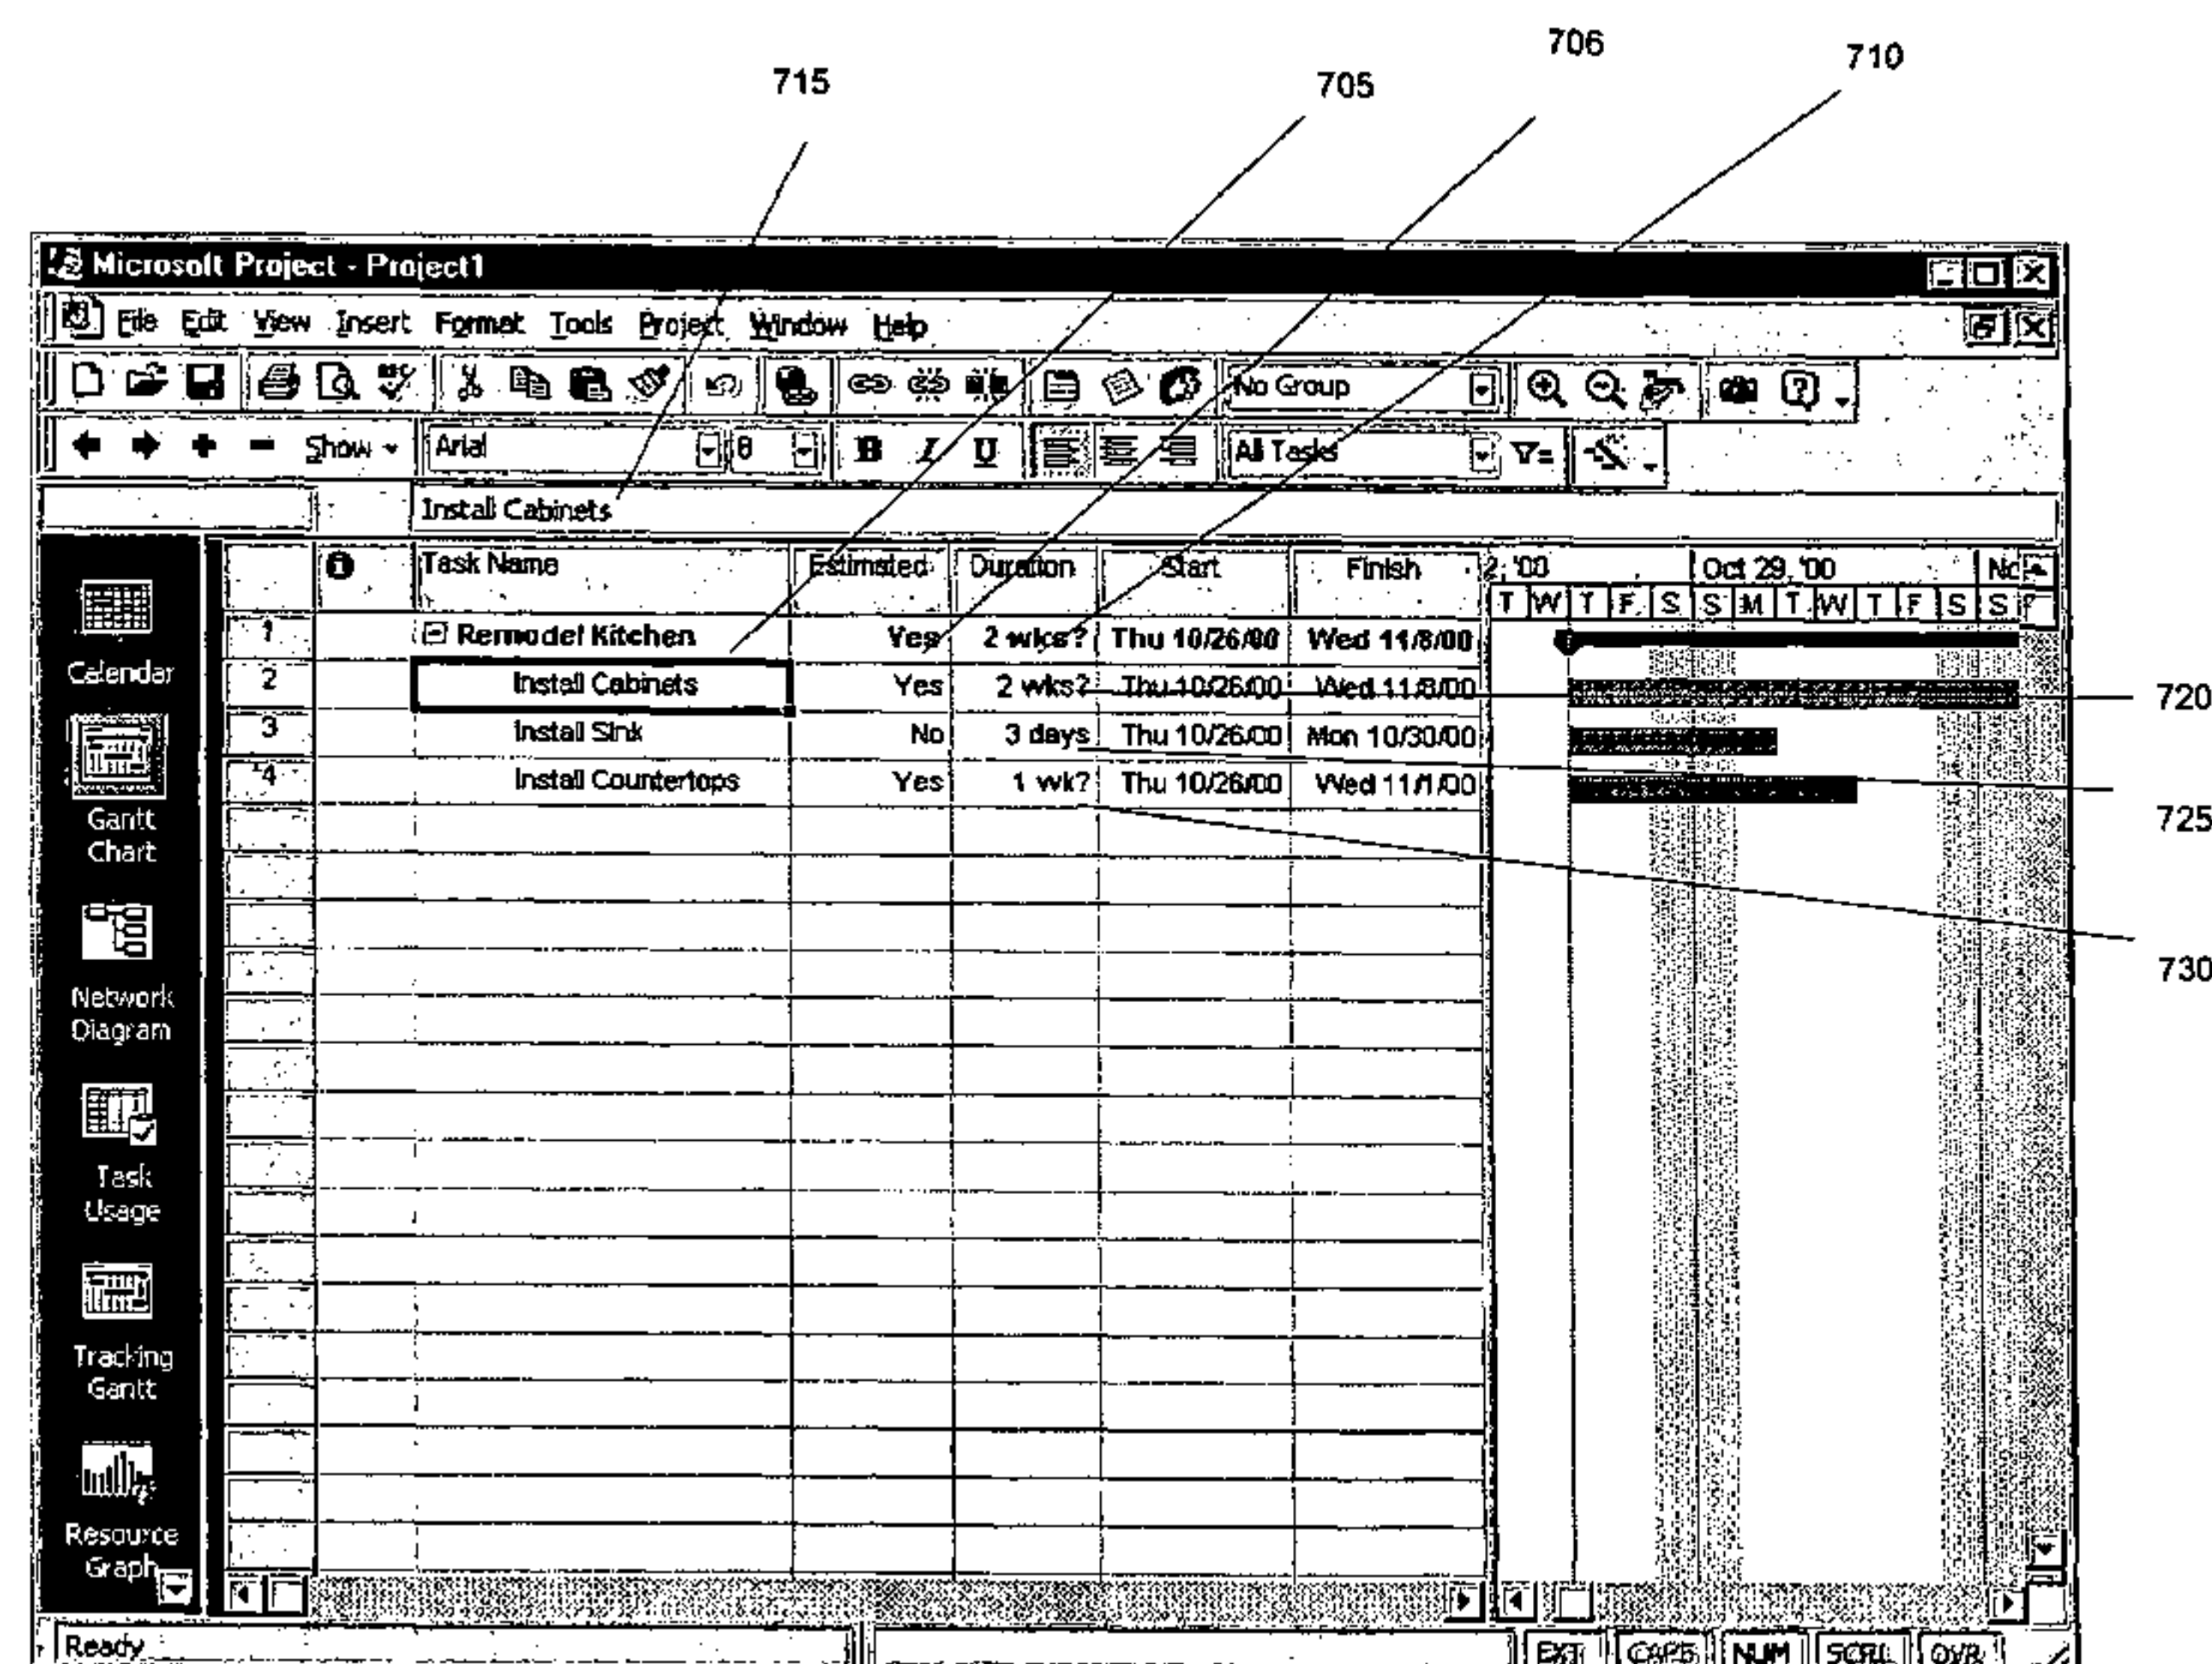 706
710
715
705
Microsoft Project - Project1
File Edit View Insert Format Tools Project Window Help
No Group
Show Arial 8 B I U All Tasks
Install Cabinets
Task Name Estimated Duration Start Finish 2, '00 Oct 29, '00 No
T W T F S S M T W T F S S
1 Remodel Kitchen Yes 2 wks? Thu 10/26/00 Wed 11/8/00
2 Install Cabinets Yes 2 wks? Thu 10/26/00 Wed 11/8/00
720
3 Install Sink No 3 days Thu 10/26/00 Mon 10/30/00
4 Install Countertops Yes 1 wk? Thu 10/26/00 Wed 11/1/00
725
730
Calendar
Gantt
Chart
Network
Diagram
Task
Usage
Tracking
Gantt
Resource
Graph
Ready EXT CAPS NUM SCRL OVR